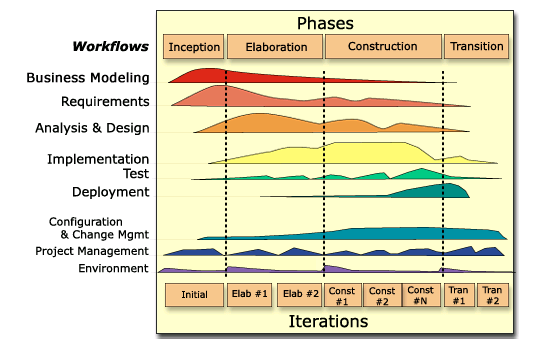 Phases
Workflows
Inception
Elaboration
Construction
Transition
Business Modeling
Requirements
Analysis & Design
Implementation
Test
Deployment
Configuration
& Change Mgmt
Project Management
Environment
Initial
Elab #1
Elab #2
Const
#1
Const
#2
Const
#N
Tran
#1
Tran
#2
Iterations